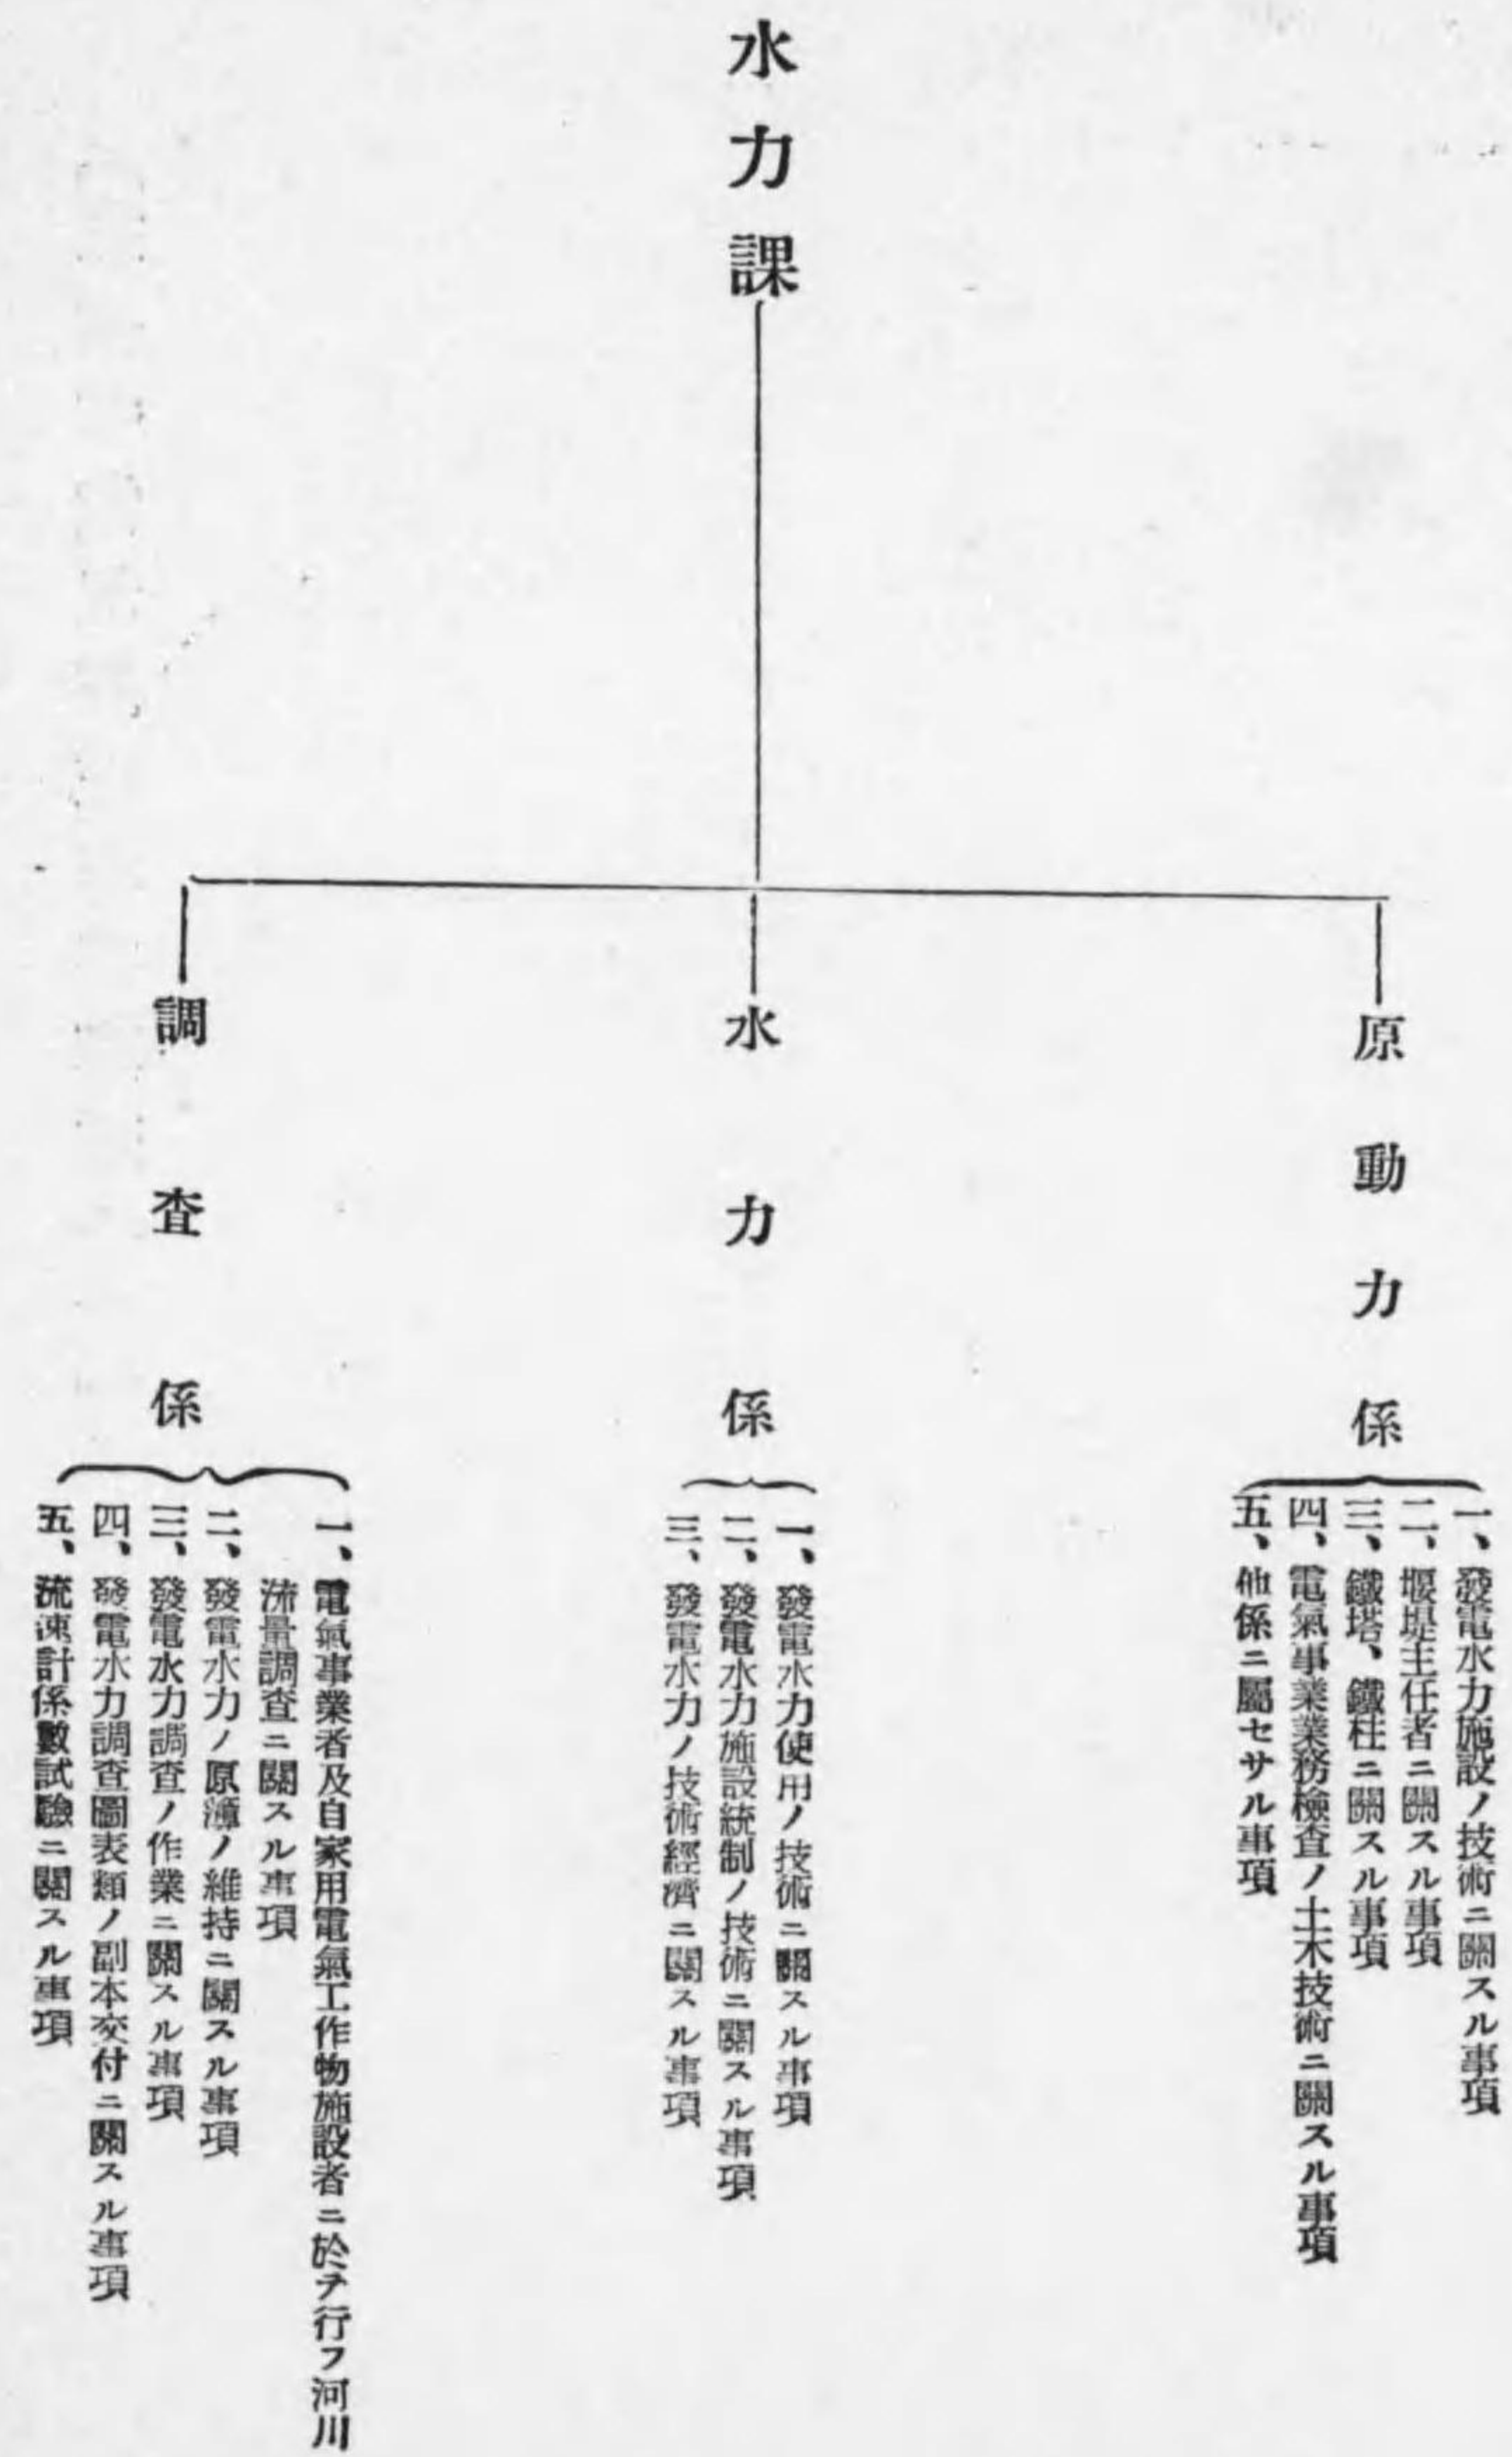 水力課
原動力係
一、發電水力施設ノ技術ニ關スル事項
二、堰堤主任者ニ關スル事項
三、鐵塔、鐵柱ニ關スル事項
四、電氣事業業務檢查ノ土木技術ニ關スル事項
五、他係ニ屬セサル事項
水力係
一、發電水力使用ノ技術ニ關スル事項
二、發電水力施設統制ノ技術ニ關スル事項
三、發電水力ノ技術經濟ニ關スル事項
調査係
一、電氣事業者及自家用電氣工作物施設者ニ於テ行フ河川
流量調査ニ關スル事項
二、發電水力ノ原簿ノ維持ニ關スル事項
三、發電水力調查ノ作業ニ關スル事項
四、發電水力調查圖表類ノ副本交付ニ關スル事項
五、流速計係數試驗ニ關スル事項